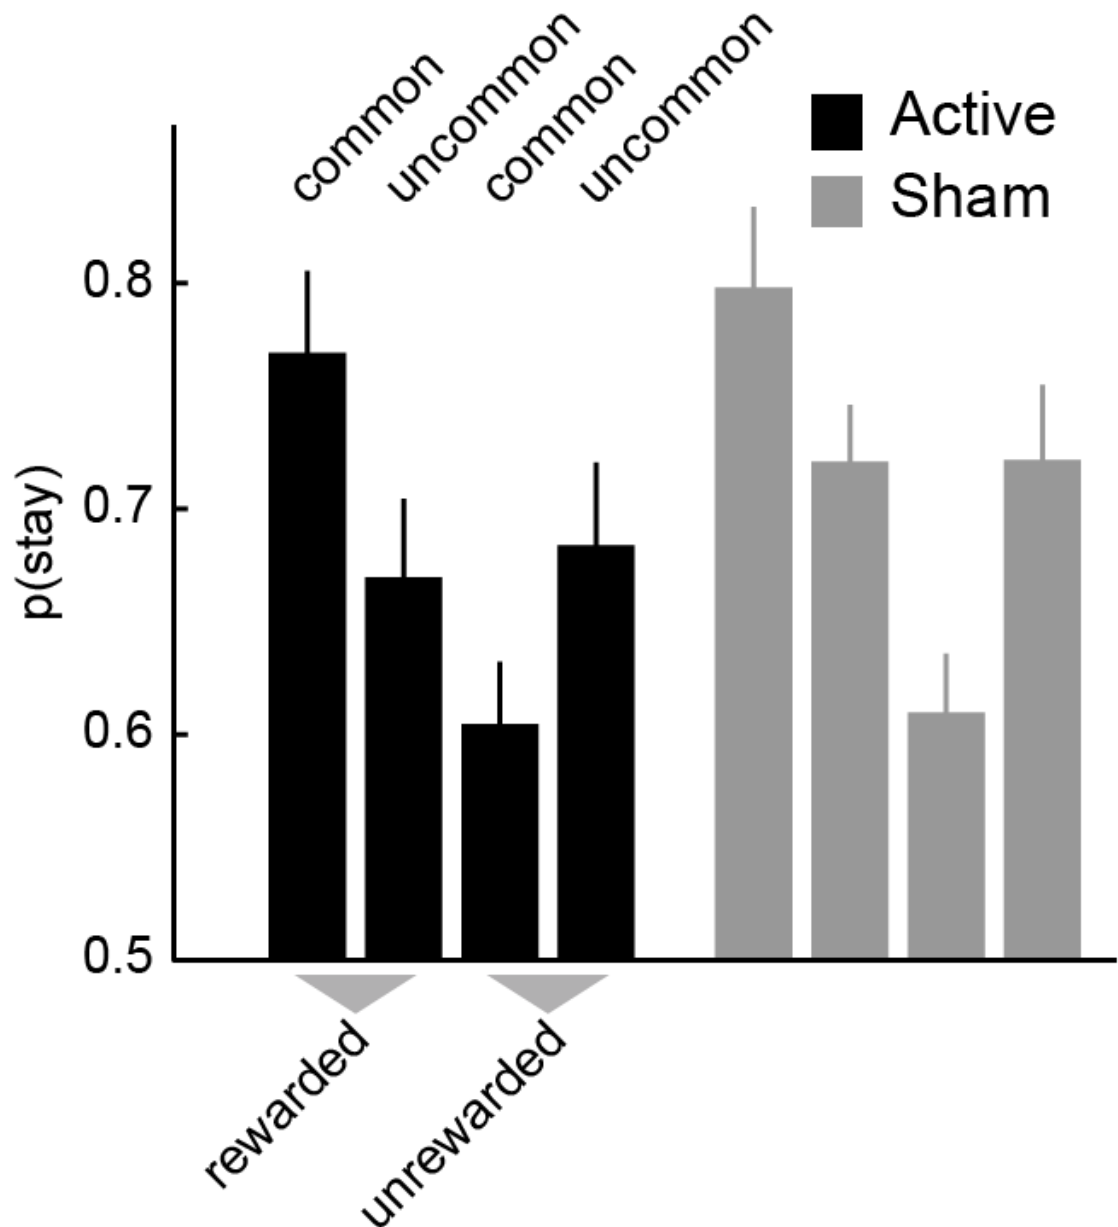 common
uncommon
common
uncommon
Active
Sham
0.8
0.7
0.6
0.5
p(stay)
rewarded
unrewarded